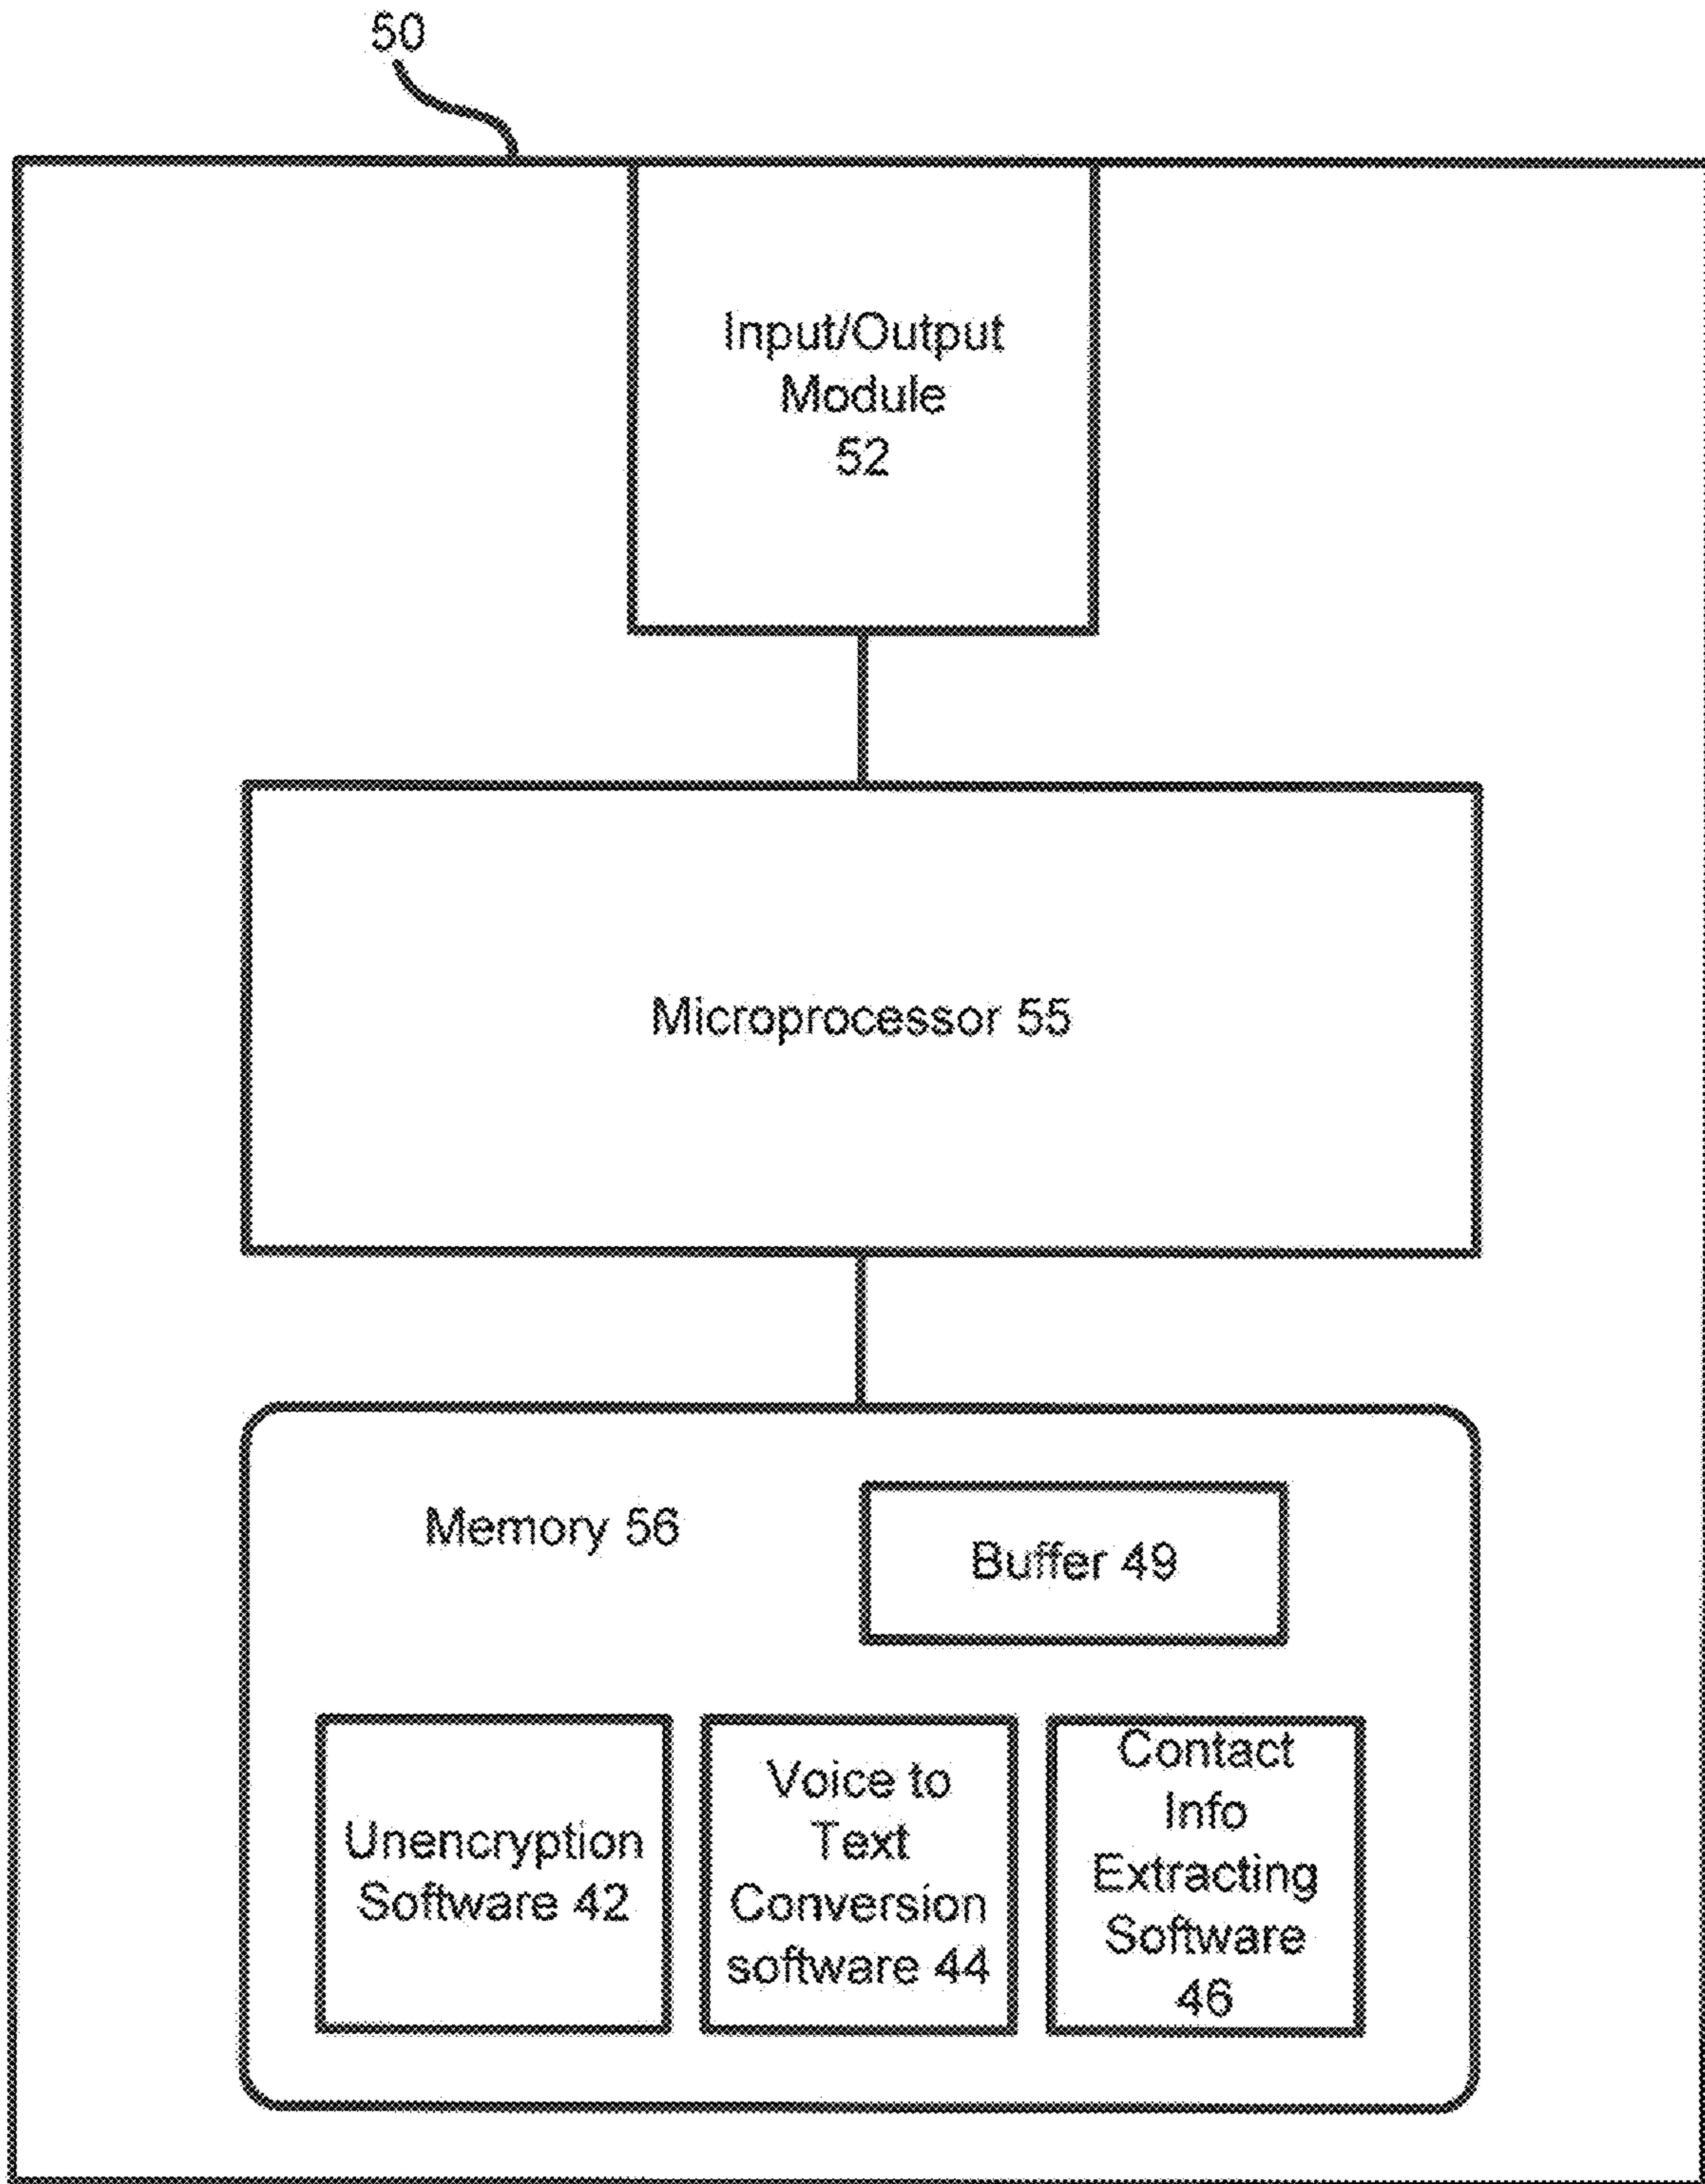 50
Input/Output
Module
52
Microprocessor 55
Memory 56
Buffer 49
Unencryption
Software 42
Voice to
Text
Conversion
software 44
Contact
Info
Extracting
Software
46